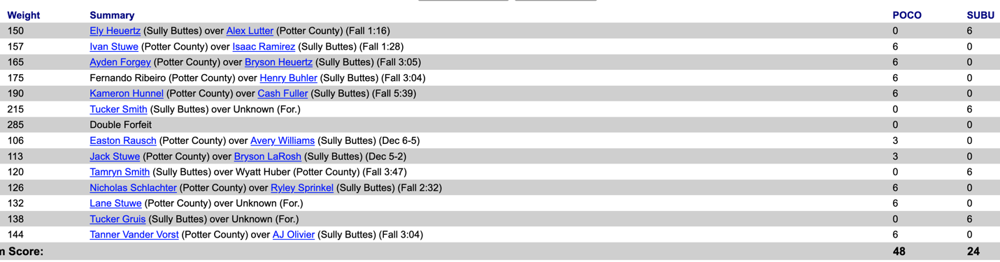 Weight Summary POCO SUBU
150 Ely Heuertz (Sully Buttes) over Alex Lutter (Potter County) (Fall 1:16) 0 6
157 Ivan Stuwe (Potter County) over Isaac Ramirez (Sully Buttes) (Fall 1:28) 6 0
165 Ayden Forgey (Potter County) over Bryson Heuertz (Sully Buttes) (Fall 3:05) 6 0
175 Fernando Ribeiro (Potter County) over Henry Buhler (Sully Buttes) (Fall 3:04) 6 0
190 Kameron Hunnel (Potter County) over Cash Fuller (Sully Buttes) (Fall 5:39) 6 0
215 Tucker Smith (Sully Buttes) over Unknown (For.) 0 6
285 Double Forfeit 0 0
106 Easton Rausch (Potter County) over Avery Williams (Sully Buttes) (Dec 6-5) 3 0
113 Jack Stuwe (Potter County) over Bryson LaRosh (Sully Buttes) (Dec 5-2) 3 0
120 Tamryn Smith (Sully Buttes) over Wyatt Huber (Potter County) (Fall 3:47) 0 6
126 Nicholas Schlachter (Potter County) over Ryley Sprinkel (Sully Buttes) (Fall 2:32) 6 0
132 Lane Stuwe (Potter County) over Unknown (For.) 6 0
138 Tucker Gruis (Sully Buttes) over Unknown (For.) 0 6
144 Tanner Vander Vorst (Potter County) over AJ Olivier (Sully Buttes) (Fall 3:04) 6 0
m Score: 48 24